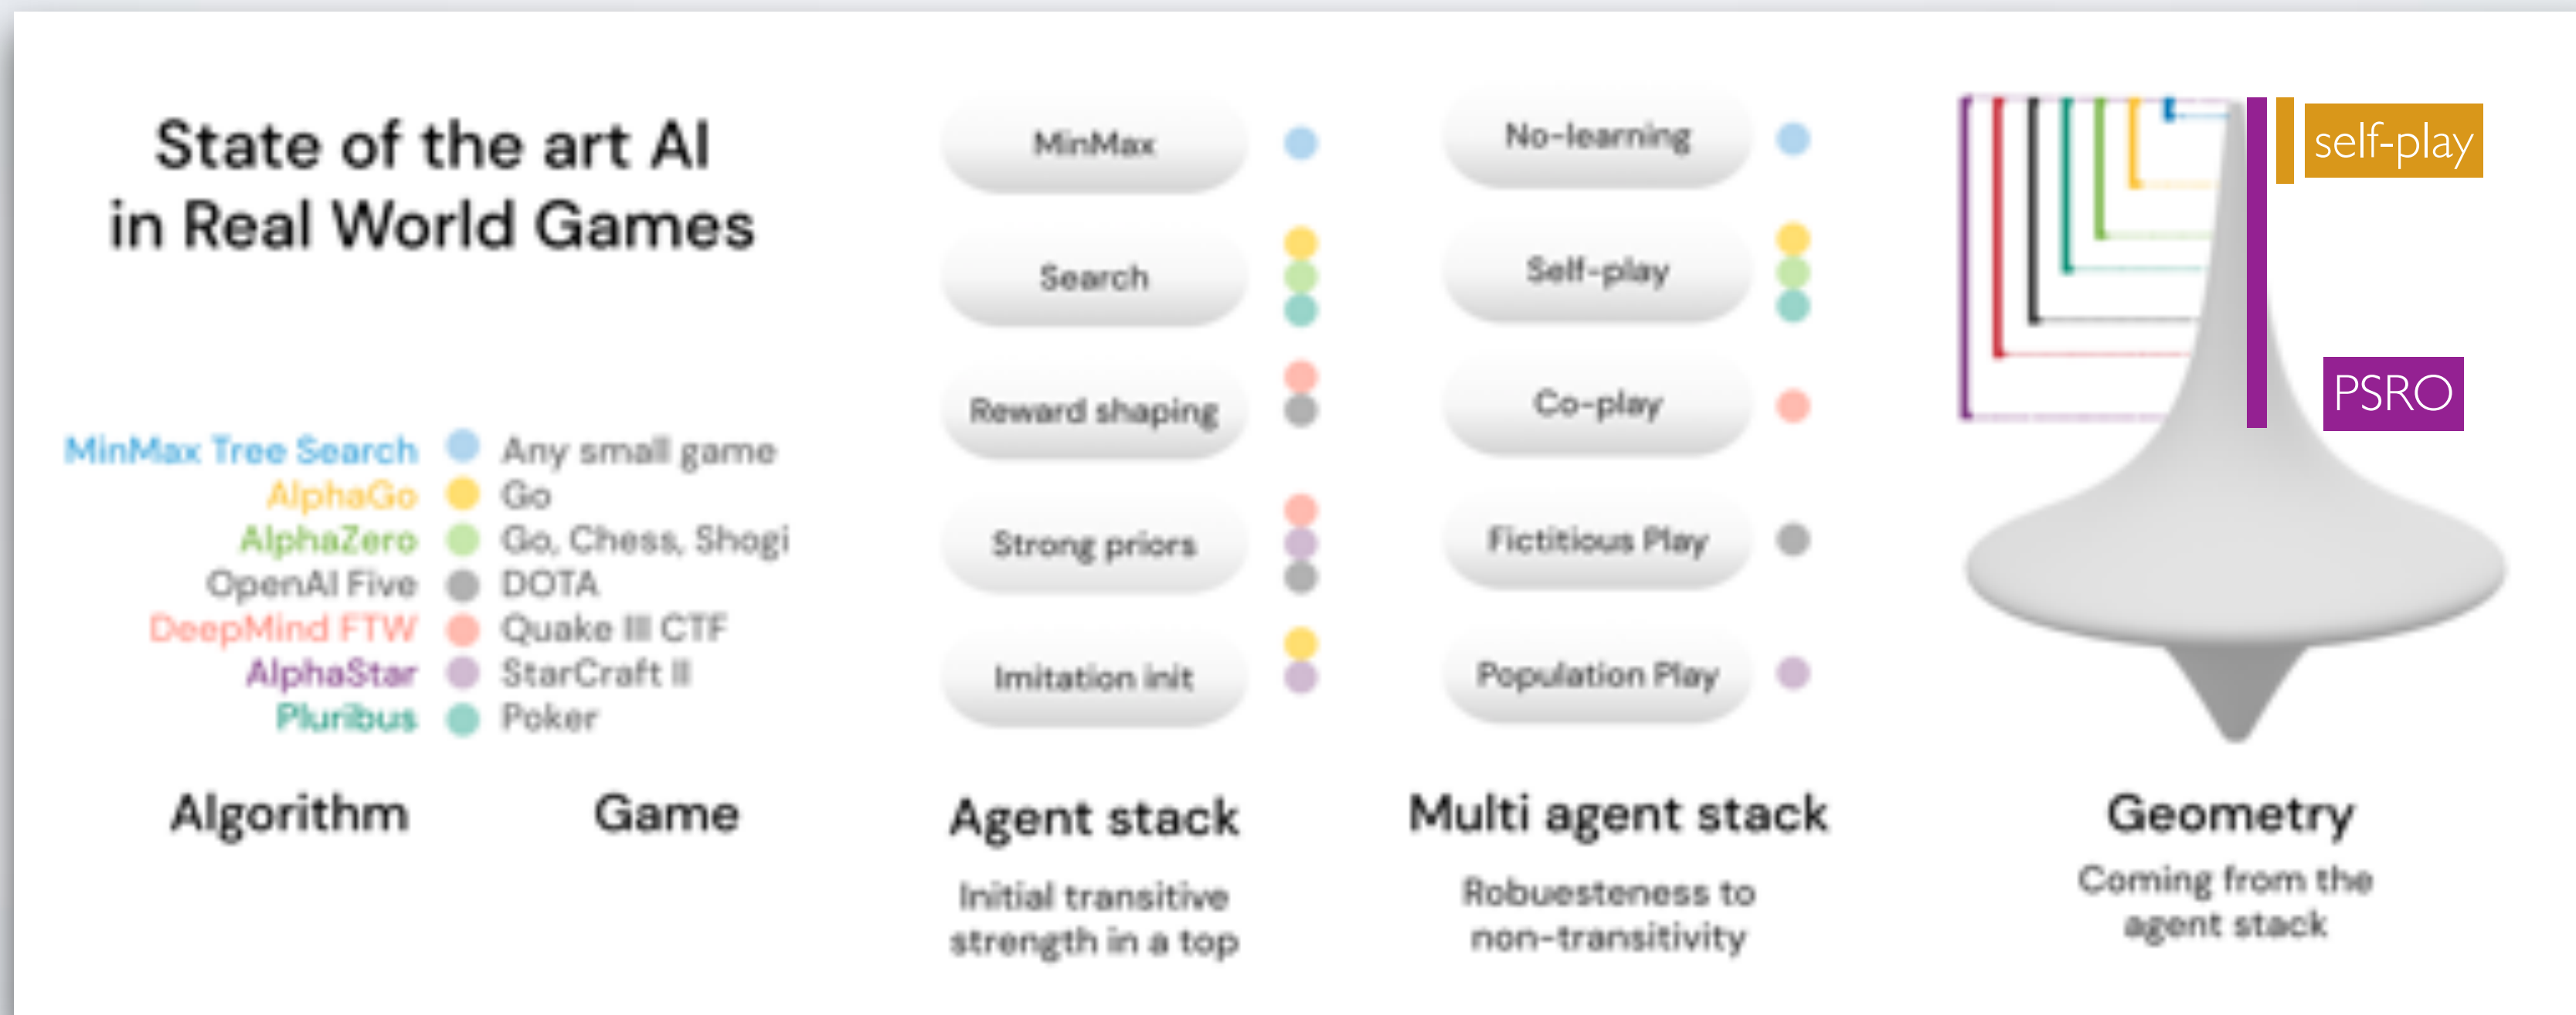 State of the art AI
in Real World Games
MinMax Tree Search Any small game
AlphaGo Go
AlphaZero Go, Chess, Shogi
OpenAI Five DOTA
DeepMind FTW Quake III CTF
AlphaStar StarCraft II
Pluribus Poker
Algorithm Game
MinMax
Search
Reward shaping
Strong priors
Imitation init
Agent stack
Initial transitive
strength in a top
No-learning
Self-play
Co-play
Fictitious Play
Population Play
Multi agent stack
Robuesteness to
non-transitivity
self-play
PSRO
Geometry
Coming from the
agent stack